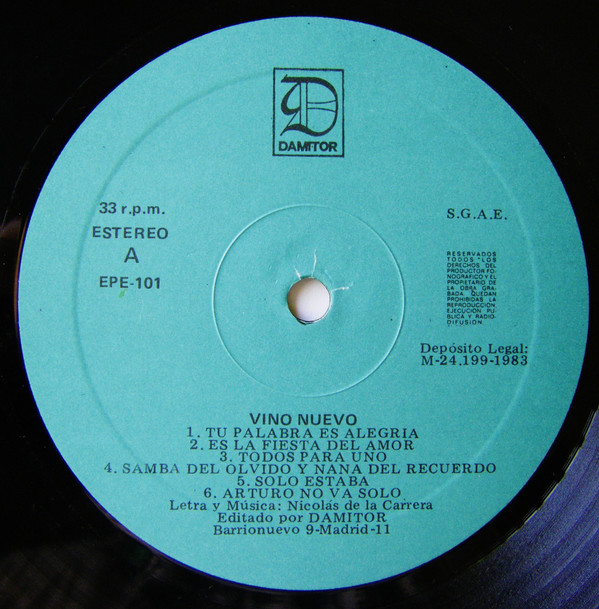 D
DAMITOR
33 r.p.m.
ESTEREO
A
EPE-101
S.G.A.E.
RESERVADOS
TODOS "LOS
DERECHOS DEL
PRODUCTOR FO-
NOGRAFICO Y EL
PROPIETARIO DE
LA OBRA GRA-
BADA QUEDAN
PROHIBIDAS LA
REPRODUCCION,
EJECUCION PU-
BLICA Y RADIO-
DIFUSION
Depósito Legal:
M-24.199-1983
VINO NUEVO
1. TU PALABRA ES ALEGRIA
2. ES LA FIESTA DEL AMOR
3. TODOS PARA UNO
4. SAMBA DEL OLVIDO Y NANA DEL RECUERDO
5. SOLO ESTABA
6. ARTURO NO VA SOLO
Letra y Música: Nicolás de la Carrera
Editado por DAMITOR
Barrionuevo 9-Madrid-11